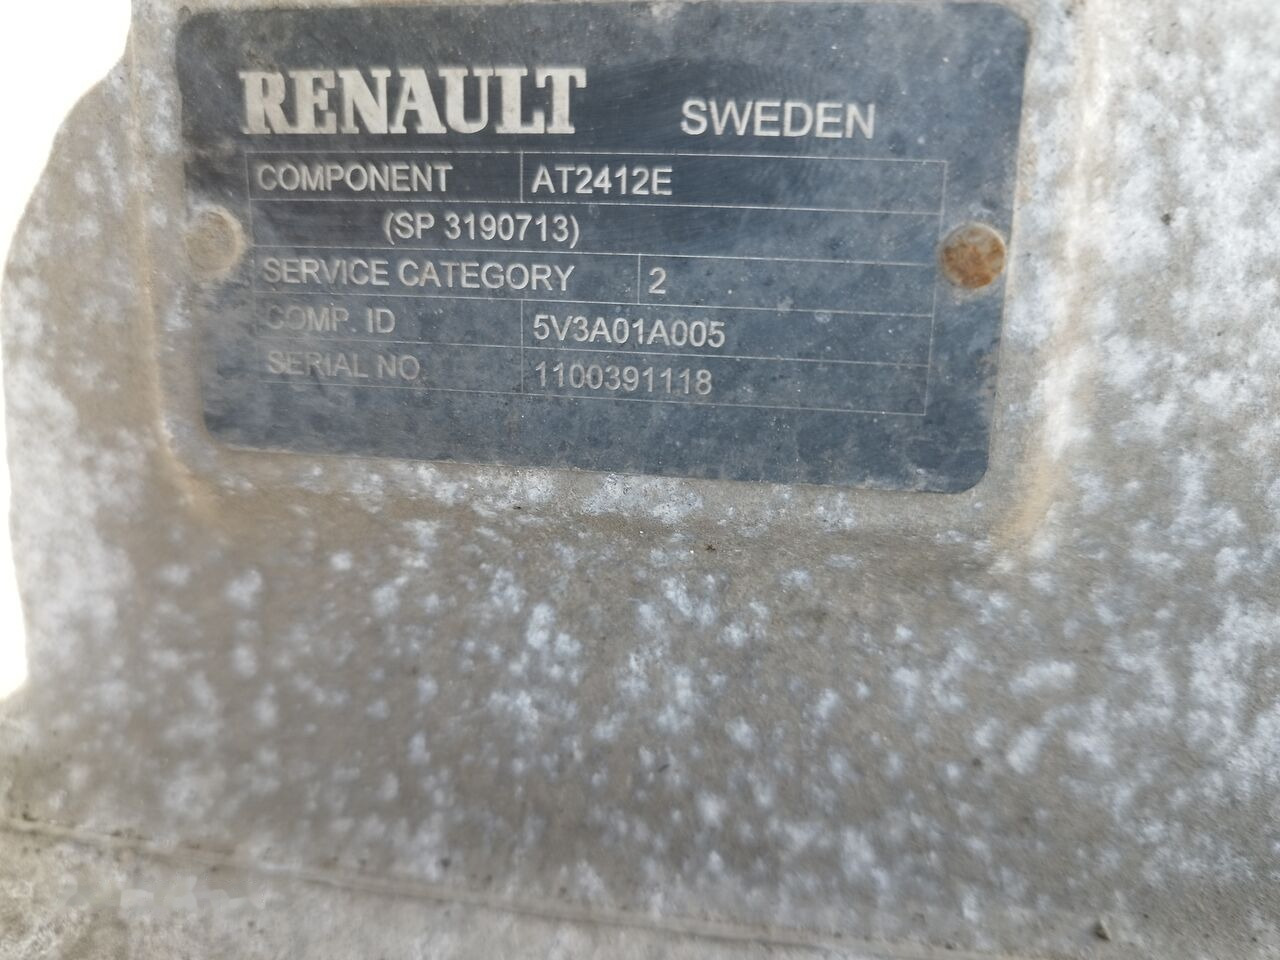 RENAULT SWEDEN
COMPONENT AT2412E
(SP 3190713)
SERVICE CATEGORY 2
COMP. ID 5V3A01A005
SERIAL NO 1100391118